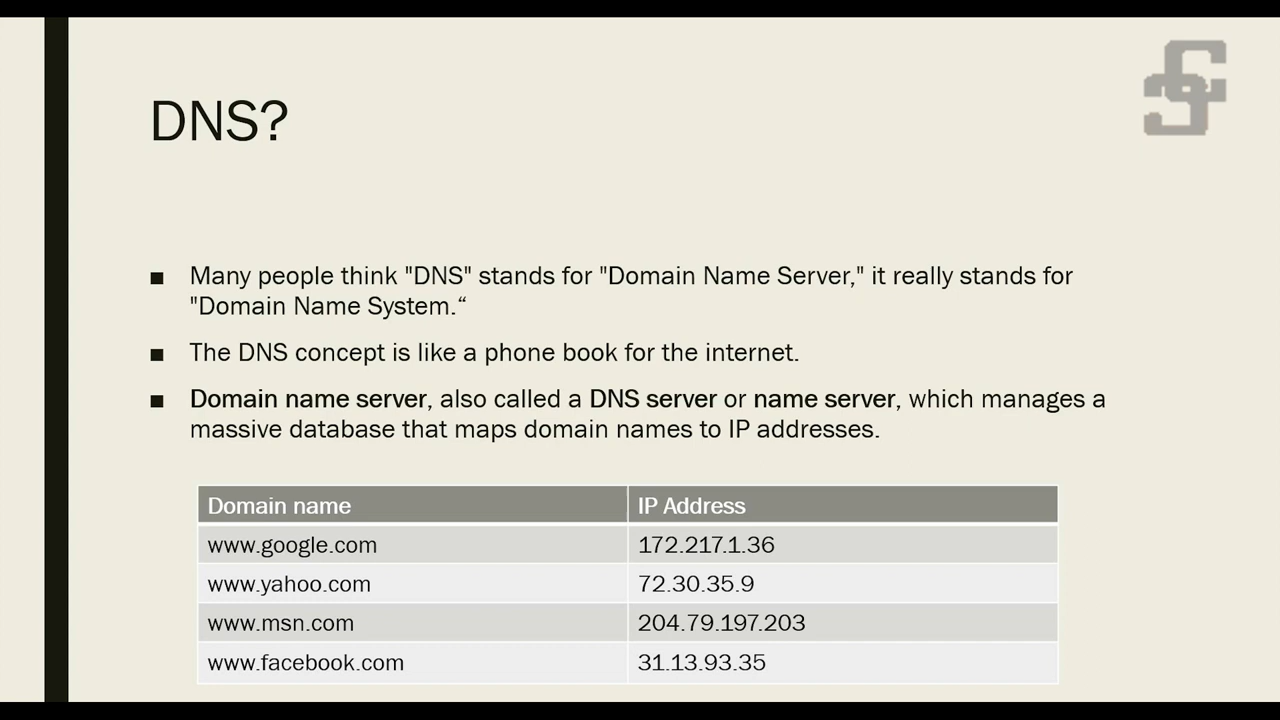 DNS?
■ Many people think "DNS" stands for "Domain Name Server," it really stands for
"Domain Name System.“
■ The DNS concept is like a phone book for the internet.
■ Domain name server, also called a DNS server or name server, which manages a
massive database that maps domain names to IP addresses.
Domain name IP Address
www.google.com 172.217.1.36
www.yahoo.com 72.30.35.9
www.msn.com 204.79.197.203
www.facebook.com 31.13.93.35